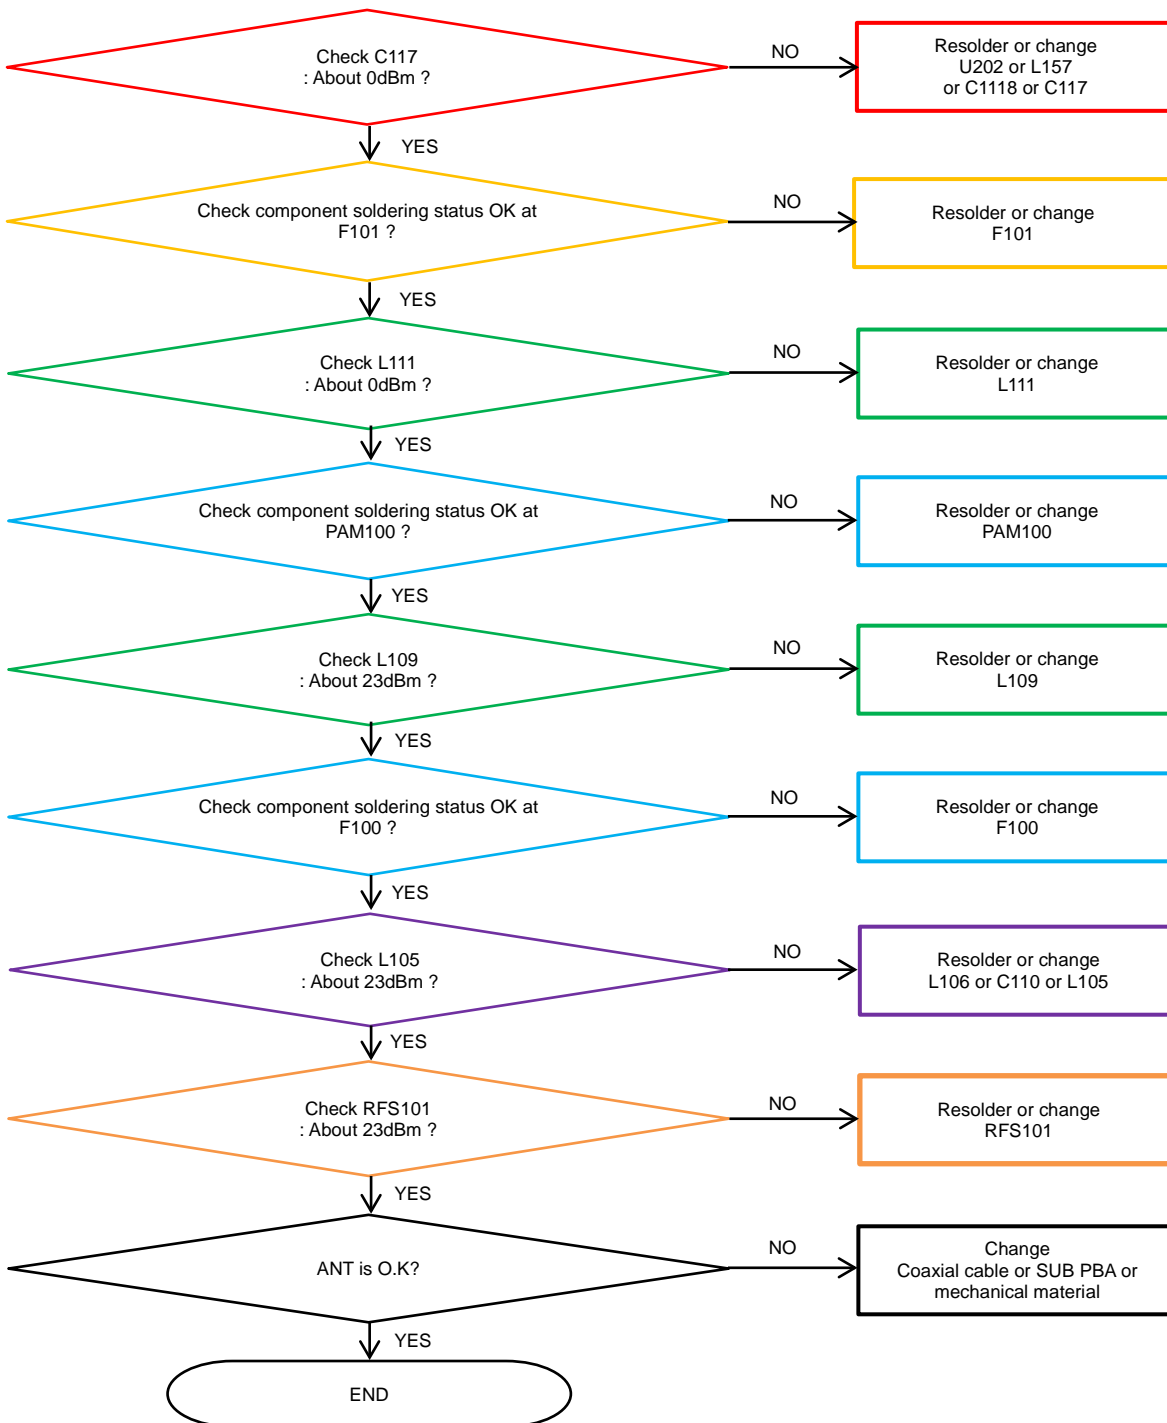 Check C117
: About 0dBm ?
NO
Resolder or change
U202 or L157
or C1118 or C117
YES
Check component soldering status OK at
F101 ?
NO
Resolder or change
F101
YES
Check L111
: About 0dBm ?
NO
Resolder or change
L111
YES
Check component soldering status OK at
PAM100 ?
NO
Resolder or change
PAM100
YES
Check L109
: About 23dBm ?
NO
Resolder or change
L109
YES
Check component soldering status OK at
F100 ?
NO
Resolder or change
F100
YES
Check L105
: About 23dBm ?
NO
Resolder or change
L106 or C110 or L105
YES
Check RFS101
: About 23dBm ?
NO
Resolder or change
RFS101
YES
ANT is O.K?
NO
Change
Coaxial cable or SUB PBA or
mechanical material
YES
END